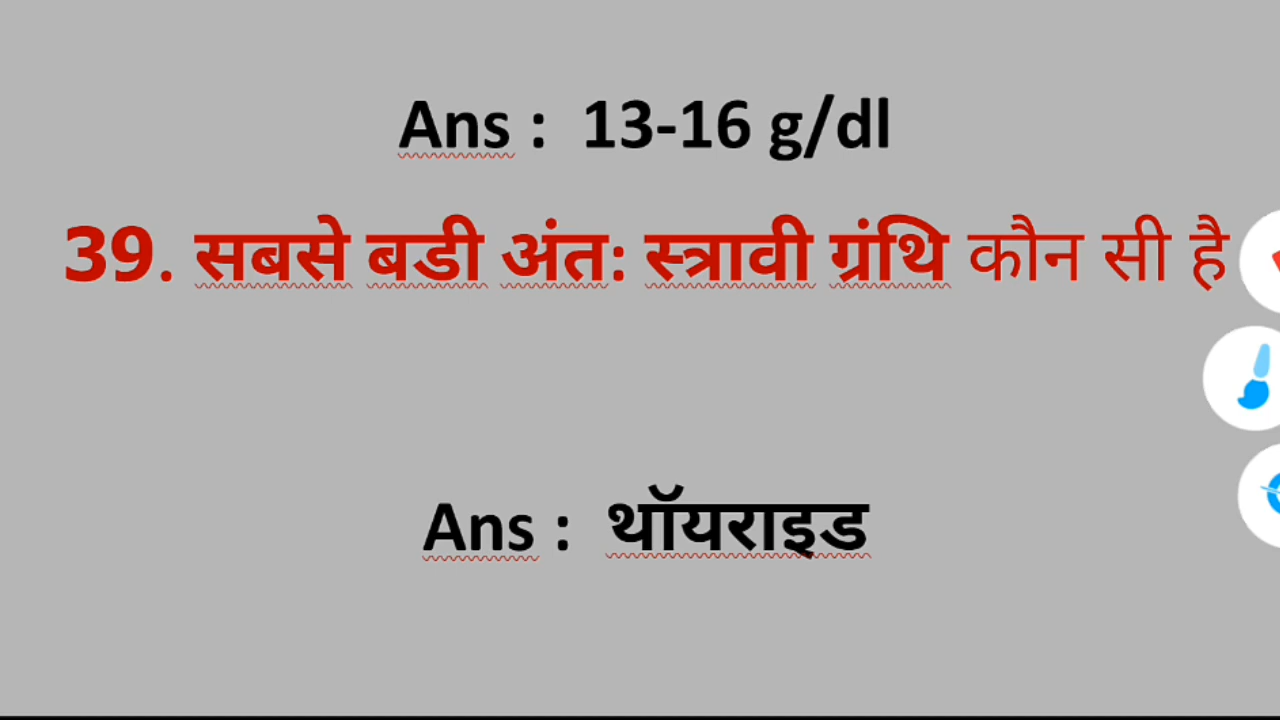 Ans : 13-16 g/dl
39. सबसे बडी अंत: स्त्रावी ग्रंथि कौन सी है
Ans : थॉयराइड